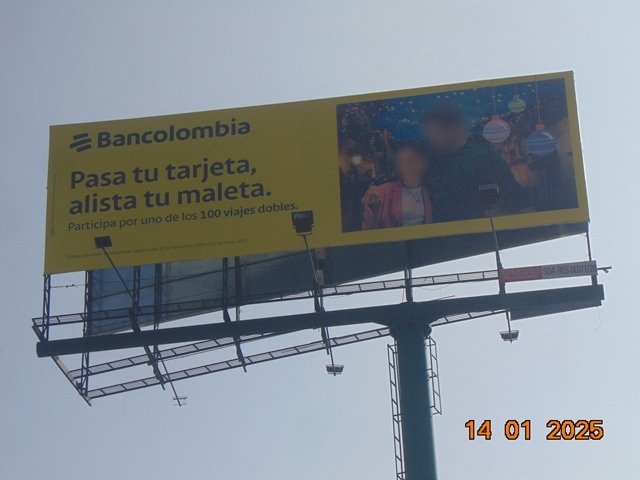 Bancolombia
Pasa tu tarjeta,
alista tu maleta.
Participa por uno de los 100 viajes dobles.
14 01 2025